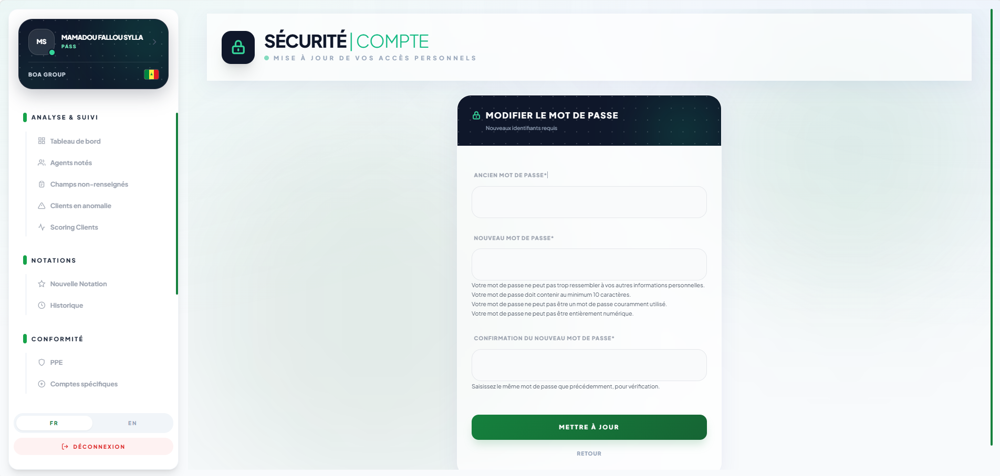 MS
MAMADOU FALLOU SYLLA
PASS
BOA GROUP
ANALYSE & SUIVI
Tableau de bord
Agents notés
Champs non-renseignés
Clients en anomalie
Scoring Clients
NOTATIONS
Nouvelle Notation
Historique
CONFORMITÉ
PPE
Comptes spécifiques
FR
EN
DÉCONNEXION
SÉCURITÉ | COMPTE
MISE À JOUR DE VOS ACCÈS PERSONNELS
MODIFIER LE MOT DE PASSE
Nouveaux identifiants requis
ANCIEN MOT DE PASSE*
NOUVEAU MOT DE PASSE*
Votre mot de passe ne peut pas trop ressembler à vos autres informations personnelles.
Votre mot de passe doit contenir au minimum 10 caractères.
Votre mot de passe ne peut pas être un mot de passe couramment utilisé.
Votre mot de passe ne peut pas être entièrement numérique.
CONFIRMATION DU NOUVEAU MOT DE PASSE*
Saisissez le même mot de passe que précédemment, pour vérification.
METTRE À JOUR
RETOUR